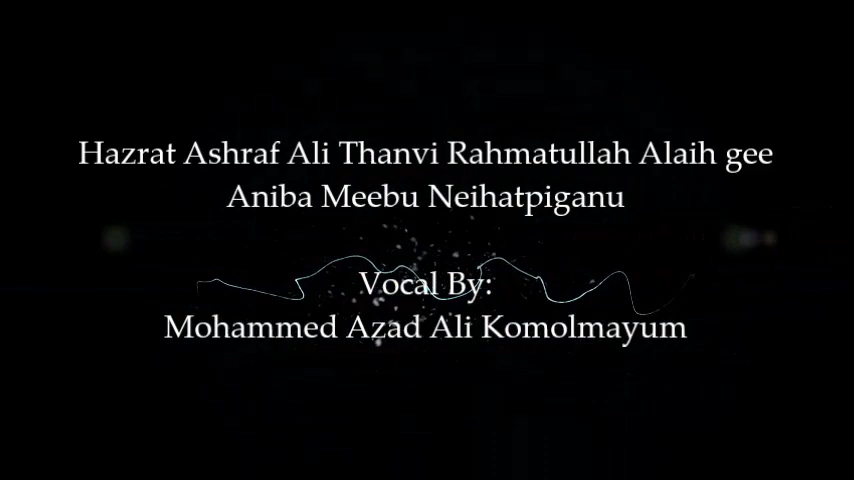 Hazrat Ashraf Ali Thanvi Rahmatullah Alaih gee
Aniba Meebu Neihatpiganu
Vocal By:
Mohammed Azad Ali Komolmayum